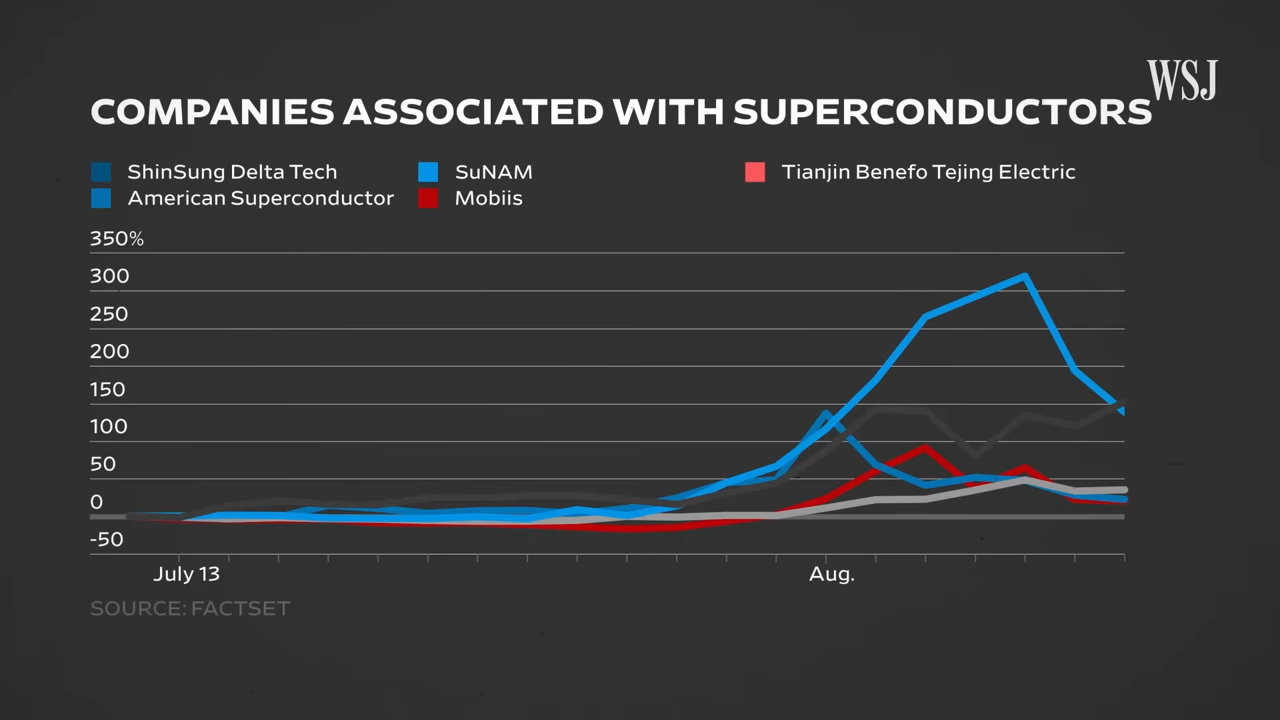 WSJ
COMPANIES ASSOCIATED WITH SUPERCONDUCTORS
ShinSung Delta Tech
SuNAM
Tianjin Benefo Tejing Electric
American Superconductor
Mobiis
350%
300
250
200
150
100
50
0
-50
July 13
Aug.
SOURCE: FACTSET